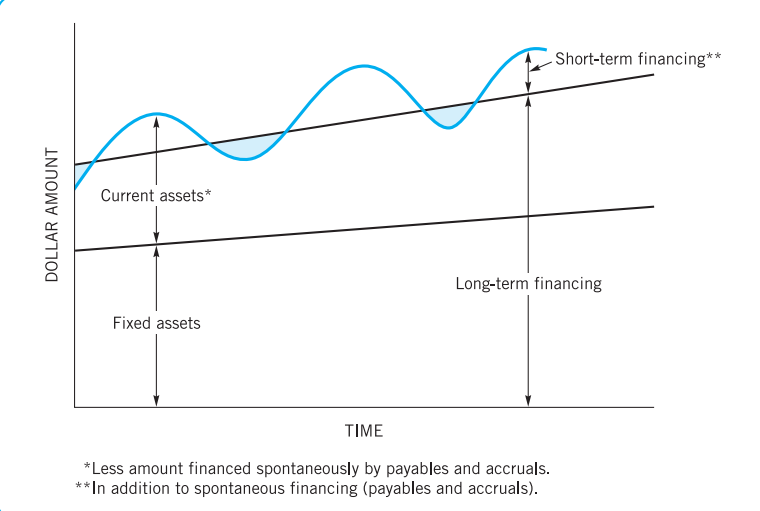 Short-term financing**
DOLLAR AMOUNT
Current assets*
Long-term financing
Fixed assets
TIME
*Less amount financed spontaneously by payables and accruals.
**In addition to spontaneous financing (payables and accruals).